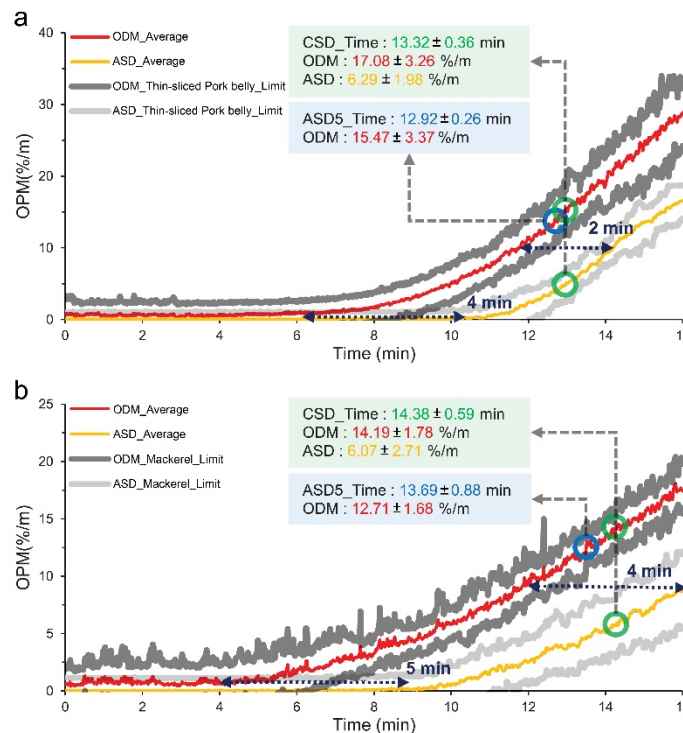 a
40
30
20
10
0
OPM(%/m)
ODM_Average
ASD_Average
ODM_Thin-sliced Pork belly_Limit
ASD_Thin-sliced Pork belly_Limit
CSD_Time : 13.32 ± 0.36 min
ODM : 17.08 ± 3.26 %/m
ASD : 6.29 ± 1.98 %/m
ASD5_Time : 12.92 ± 0.26 min
ODM : 15.47 ± 3.37 %/m
2 min
4 min
0 2 4 6 8 10 12 14 16
Time (min)
b
25
20
15
10
5
0
OPM(%/m)
ODM_Average
ASD_Average
ODM_Mackerel_Limit
ASD_Mackerel_Limit
CSD_Time : 14.38 ± 0.59 min
ODM : 14.19 ± 1.78 %/m
ASD : 6.07 ± 2.71 %/m
ASD5_Time : 13.69 ± 0.88 min
ODM : 12.71 ± 1.68 %/m
4 min
5 min
0 2 4 6 8 10 12 14 16
Time (min)